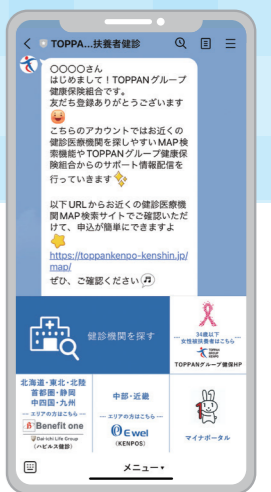 TOPPA...扶養者健診
〇〇〇〇さん
はじめまして！TOPPANグループ
健康保険組合です。
友だち登録ありがとうございます
こちらのアカウントではお近くの
健診医療機関を探しやすいMAP検
索機能やTOPPANグループ健康保
険組合からのサポート情報配信を
行っていきます
以下URLからお近くの健診医療機
関MAP検索サイトでご確認いただ
けて、申込が簡単にできますよ
https://toppankenpo-kenshin.jp/
map/
ぜひ、ご確認ください
健診機関を探す
34歳以下
女性被扶養者はこちら
TOPPANグループ健保HP
北海道・東北・北陸
首都圏・静岡
中四国・九州
エリアの方はこちら
Benefit one
Dai-ichi Life Group
(ハピルス健診)
中部・近畿
エリアの方はこちら
Ewel
(KENPOS)
マイナポータル
メニュー▾